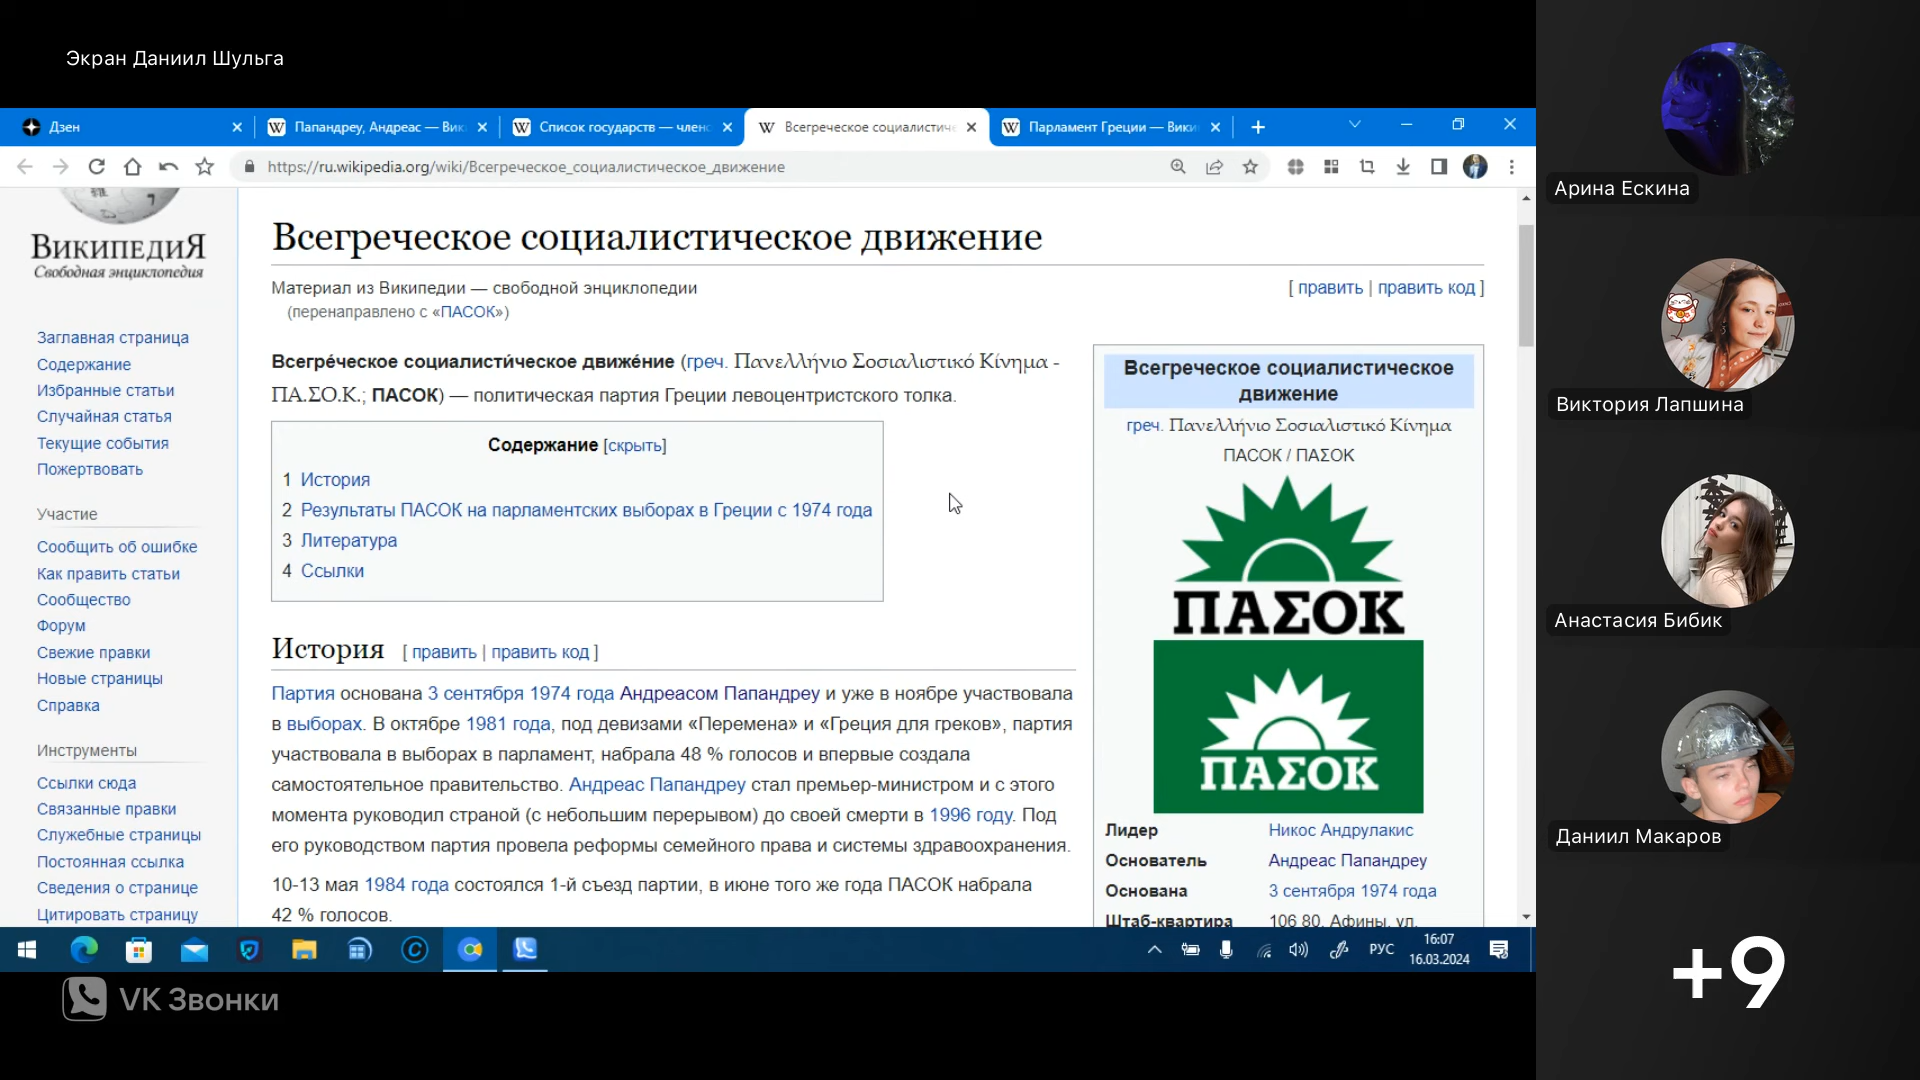 Экран Даниил Шульга
Дзен
Папандреу, Андреас — Вик
Список государств — членс
Всегреческое социалистиче
Парламент Греции — Вики
https://ru.wikipedia.org/wiki/Всегреческое_социалистическое_движение
ВикипедиЯ
Свободная энциклопедия
Заглавная страница
Содержание
Избранные статьи
Случайная статья
Текущие события
Пожертвовать
Участие
Сообщить об ошибке
Как править статьи
Сообщество
Форум
Свежие правки
Новые страницы
Справка
Инструменты
Ссылки сюда
Связанные правки
Служебные страницы
Постоянная ссылка
Сведения о странице
Цитировать страницу
Всегреческое социалистическое движение
Материал из Википедии — свободной энциклопедии
[ править | править код ]
(перенаправлено с «ПАСОК»)
Всегре́ческое социалисти́ческое движе́ние (греч. Πανελλήνιο Σοσιαλιστικό Κίνημα -
ΠΑ.ΣΟ.Κ.; ПАСОК) — политическая партия Греции левоцентристского толка.
Содержание [скрыть]
1 История
2 Результаты ПАСОК на парламентских выборах в Греции с 1974 года
3 Литература
4 Ссылки
История [ править | править код ]
Партия основана 3 сентября 1974 года Андреасом Папандреу и уже в ноябре участвовала
в выборах. В октябре 1981 года, под девизами «Перемена» и «Греция для греков», партия
участвовала в выборах в парламент, набрала 48 % голосов и впервые создала
самостоятельное правительство. Андреас Папандреу стал премьер-министром и с этого
момента руководил страной (с небольшим перерывом) до своей смерти в 1996 году. Под
его руководством партия провела реформы семейного права и системы здравоохранения.
10-13 мая 1984 года состоялся 1-й съезд партии, в июне того же года ПАСОК набрала
42 % голосов.
Всегреческое социалистическое
движение
греч. Πανελλήνιο Σοσιαλιστικό Κίνημα
ПАСОК / ΠΑΣΟΚ
ΠΑΣΟΚ
ΠΑΣΟΚ
Лидер Никос Андрулакис
Основатель Андреас Папандреу
Основана 3 сентября 1974 года
Штаб-квартира 106 80, Афины, ул.
РУС
16:07
16.03.2024
VK Звонки
Арина Ескина
Виктория Лапшина
Анастасия Бибик
Даниил Макаров
+9